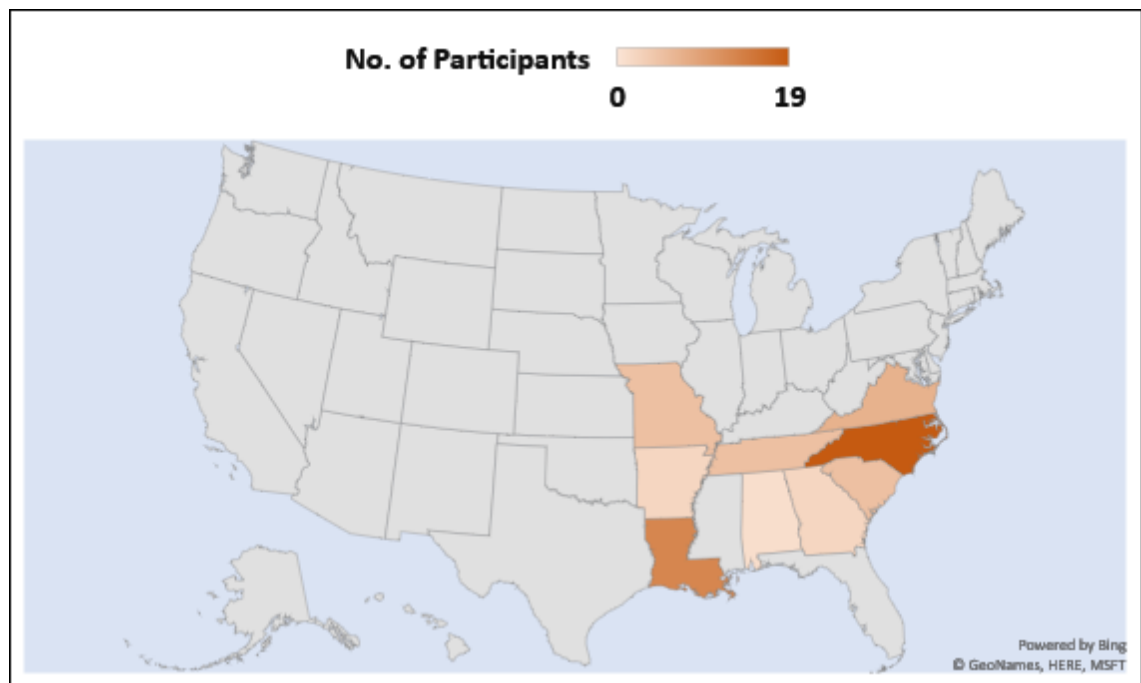 No. of Participants
0 19
Powered by Bing
© GeoNames, HERE, MSFT